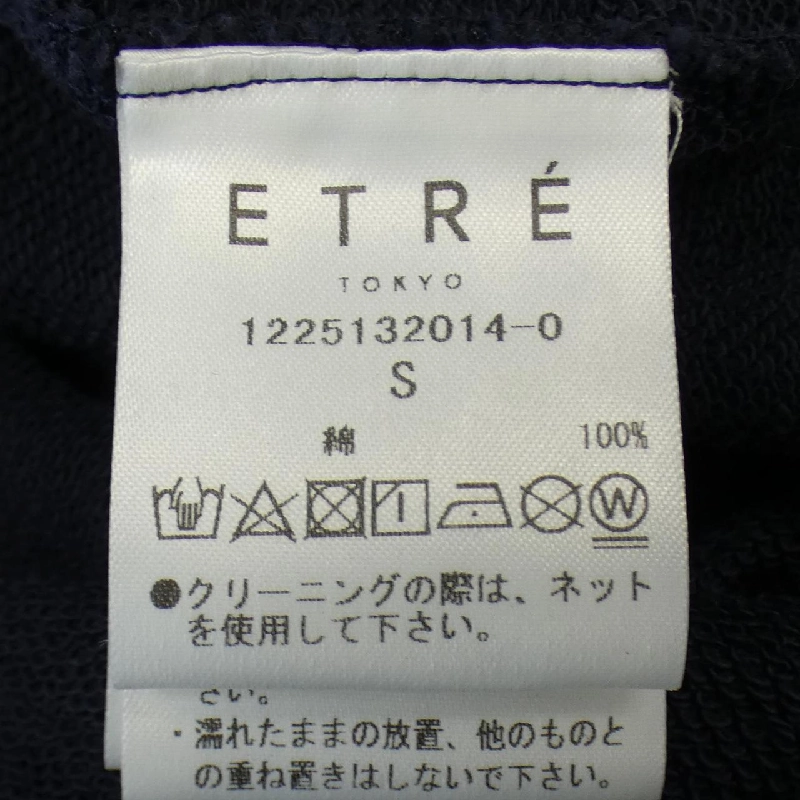 ETRÉ
TOKYO
1225132014-0
S
綿 100%
W
●クリーニングの際は、ネット
を使用して下さい。
さい。
・濡れたままの放置、他のものと
の重ね置きはしないで下さい。